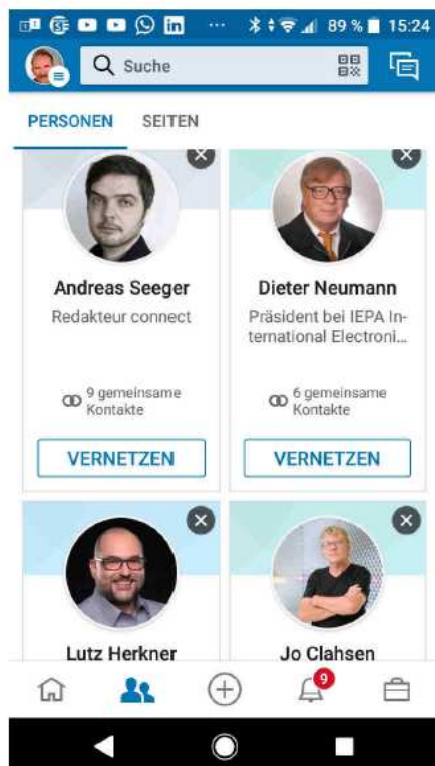 89 % 15:24
Suche
PERSONEN SEITEN
Andreas Seeger
Redakteur connect
9 gemeinsame
Kontakte
VERNETZEN
Dieter Neumann
Präsident bei IEPA In-
ternational Electroni...
6 gemeinsame
Kontakte
VERNETZEN
Lutz Herkner
Jo Clahsen
9